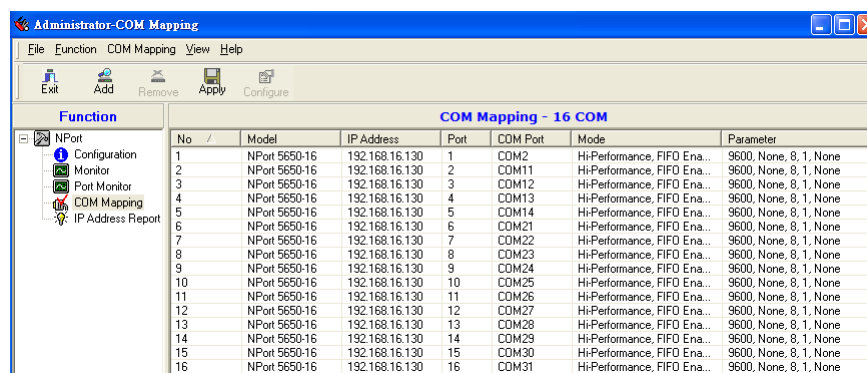 Administrator-COM Mapping
File Function COM Mapping View Help
Exit Add Remove Apply Configure
Function COM Mapping - 16 COM
NPort
Configuration
Monitor
Port Monitor
COM Mapping
IP Address Report
No Model IP Address Port COM Port Mode Parameter
1 NPort 5650-16 192.168.16.130 1 COM2 Hi-Performance, FIFO Ena... 9600, None, 8, 1, None
2 NPort 5650-16 192.168.16.130 2 COM11 Hi-Performance, FIFO Ena... 9600, None, 8, 1, None
3 NPort 5650-16 192.168.16.130 3 COM12 Hi-Performance, FIFO Ena... 9600, None, 8, 1, None
4 NPort 5650-16 192.168.16.130 4 COM13 Hi-Performance, FIFO Ena... 9600, None, 8, 1, None
5 NPort 5650-16 192.168.16.130 5 COM14 Hi-Performance, FIFO Ena... 9600, None, 8, 1, None
6 NPort 5650-16 192.168.16.130 6 COM21 Hi-Performance, FIFO Ena... 9600, None, 8, 1, None
7 NPort 5650-16 192.168.16.130 7 COM22 Hi-Performance, FIFO Ena... 9600, None, 8, 1, None
8 NPort 5650-16 192.168.16.130 8 COM23 Hi-Performance, FIFO Ena... 9600, None, 8, 1, None
9 NPort 5650-16 192.168.16.130 9 COM24 Hi-Performance, FIFO Ena... 9600, None, 8, 1, None
10 NPort 5650-16 192.168.16.130 10 COM25 Hi-Performance, FIFO Ena... 9600, None, 8, 1, None
11 NPort 5650-16 192.168.16.130 11 COM26 Hi-Performance, FIFO Ena... 9600, None, 8, 1, None
12 NPort 5650-16 192.168.16.130 12 COM27 Hi-Performance, FIFO Ena... 9600, None, 8, 1, None
13 NPort 5650-16 192.168.16.130 13 COM28 Hi-Performance, FIFO Ena... 9600, None, 8, 1, None
14 NPort 5650-16 192.168.16.130 14 COM29 Hi-Performance, FIFO Ena... 9600, None, 8, 1, None
15 NPort 5650-16 192.168.16.130 15 COM30 Hi-Performance, FIFO Ena... 9600, None, 8, 1, None
16 NPort 5650-16 192.168.16.130 16 COM31 Hi-Performance, FIFO Ena... 9600, None, 8, 1, None